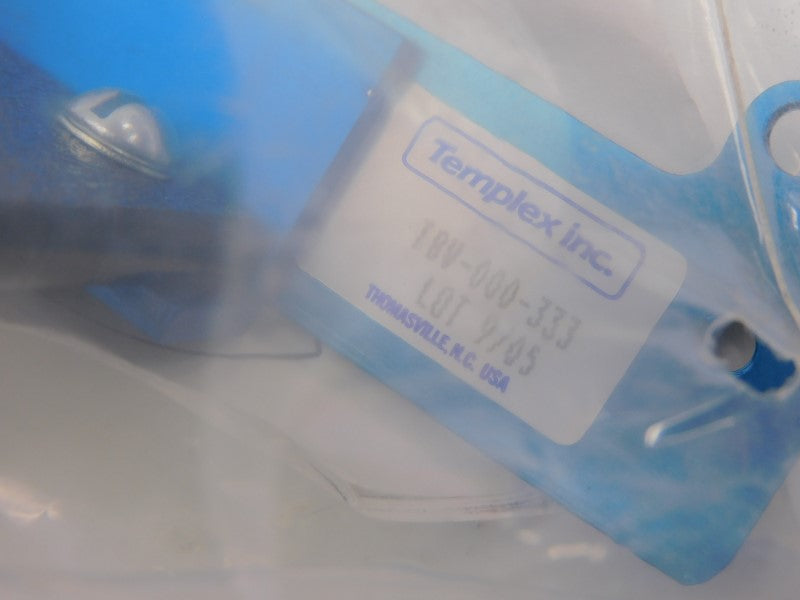 Templex inc.
TBV-000-333
LOT 9/05
THOMASVILLE, N.C. USA